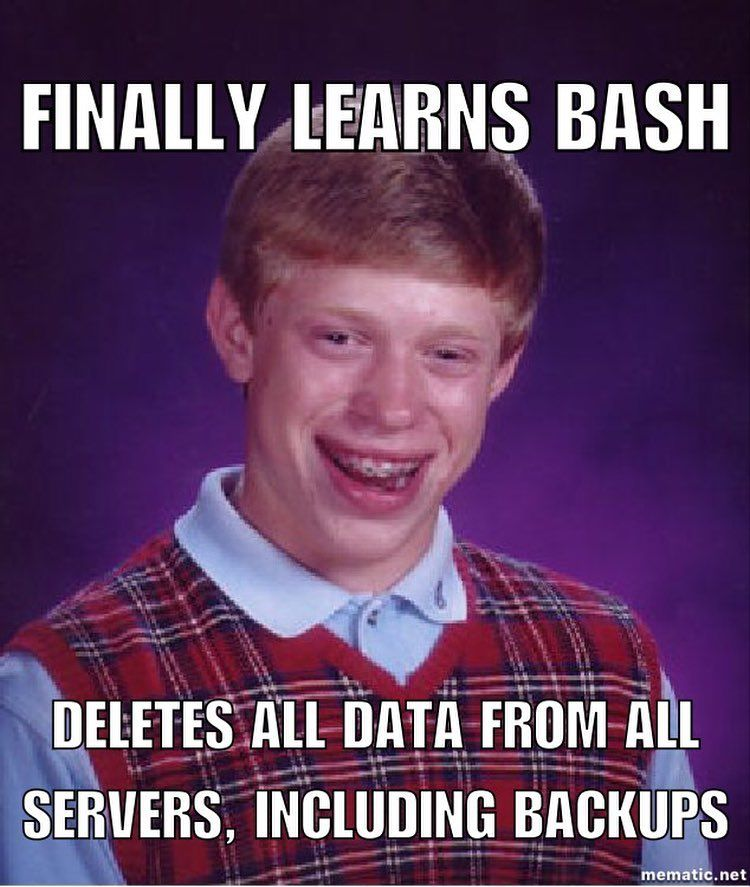 FINALLY LEARNS BASH
DELETES ALL DATA FROM ALL
SERVERS, INCLUDING BACKUPS
mematic.net